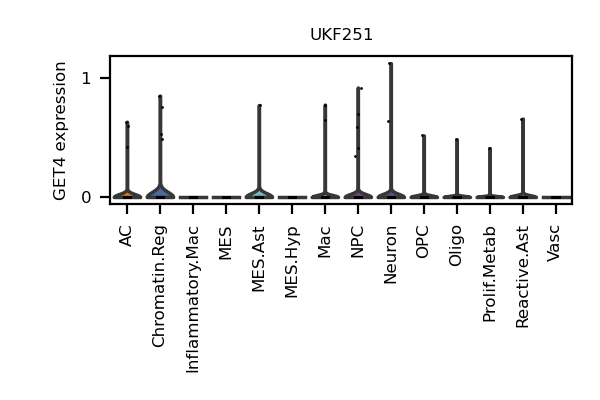 UKF251
GET4 expression
1
0
AC
Chromatin.Reg
Inflammatory.Mac
MES
MES.Ast
MES.Hyp
Mac
NPC
Neuron
OPC
Oligo
Prolif.Metab
Reactive.Ast
Vasc